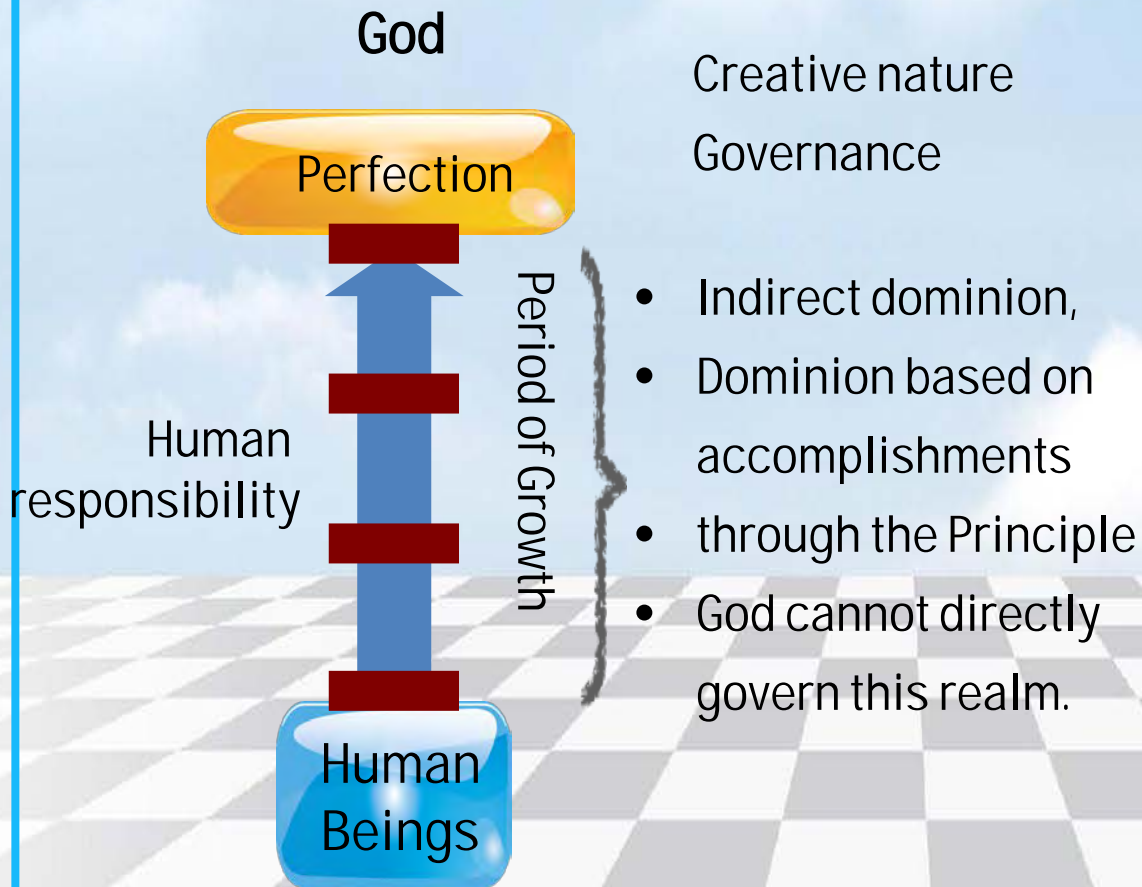 God
Perfection
Creative nature
Governance
Human
responsibility
Period of Growth
• Indirect dominion,
• Dominion based on
accomplishments
• through the Principle
• God cannot directly
govern this realm.
Human
Beings